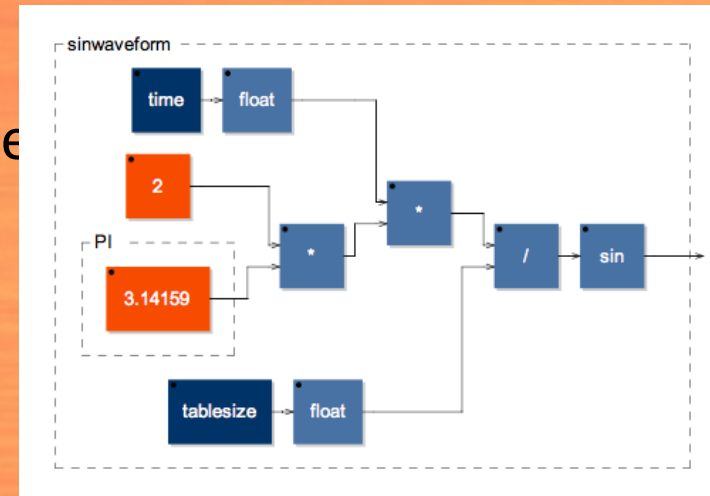 sinwaveform
time
float
e
2
*
PI
*
/
sin
3.14159
tablesize
float